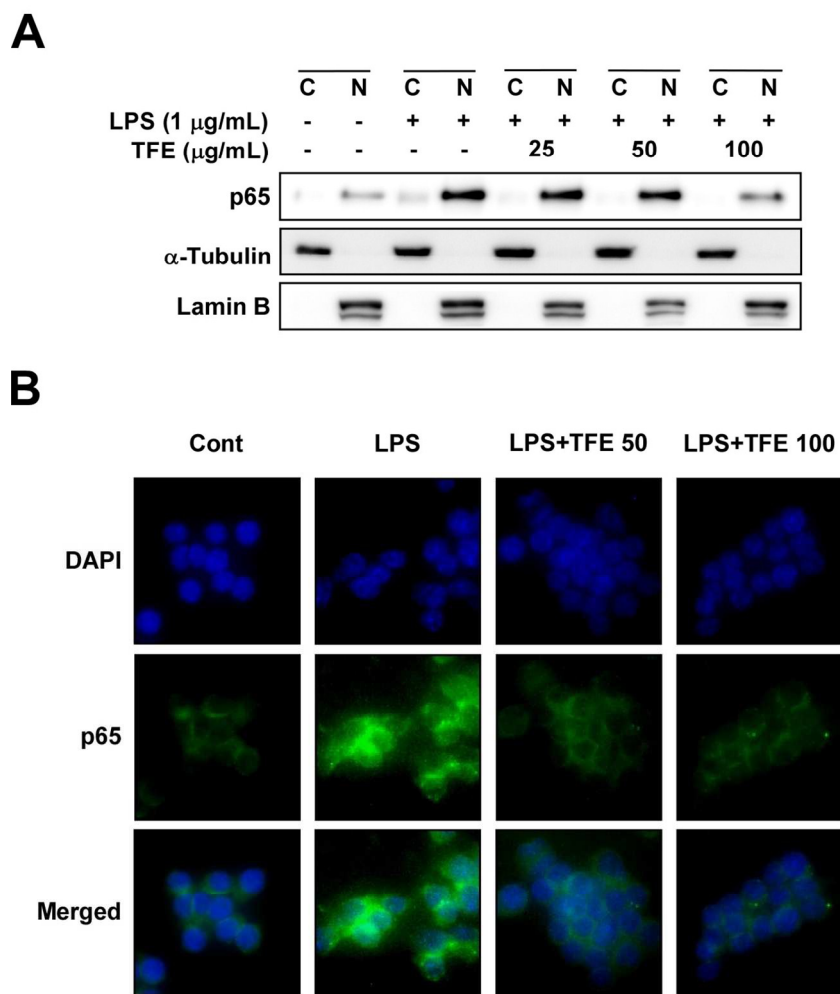 A
C N C N C N C N C N
LPS (1 μg/mL) - - + + + + + + + +
TFE (μg/mL) - - - - 25 50 100
p65
α-Tubulin
Lamin B
B
Cont LPS LPS+TFE 50 LPS+TFE 100
DAPI
p65
Merged